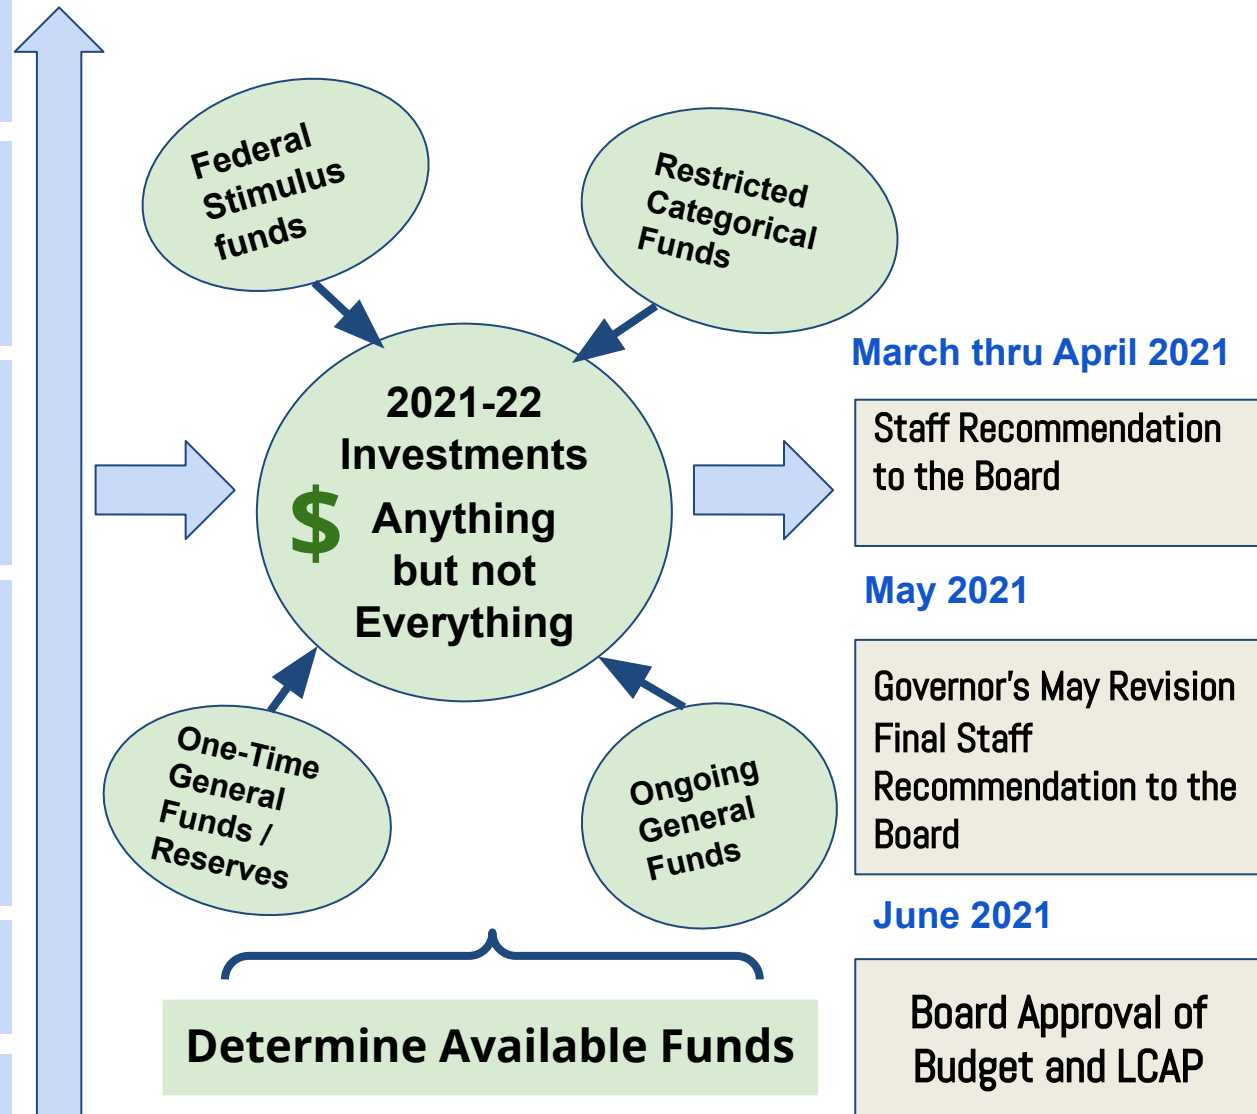 Federal
Stimulus
funds
Restricted
Categorical
Funds
2021-22
Investments
$
Anything
but not
Everything
One-Time
General
Funds /
Reserves
Ongoing
General
Funds
Determine Available Funds
March thru April 2021
Staff Recommendation
to the Board
May 2021
Governor's May Revision
Final Staff
Recommendation to the
Board
June 2021
Board Approval of
Budget and LCAP